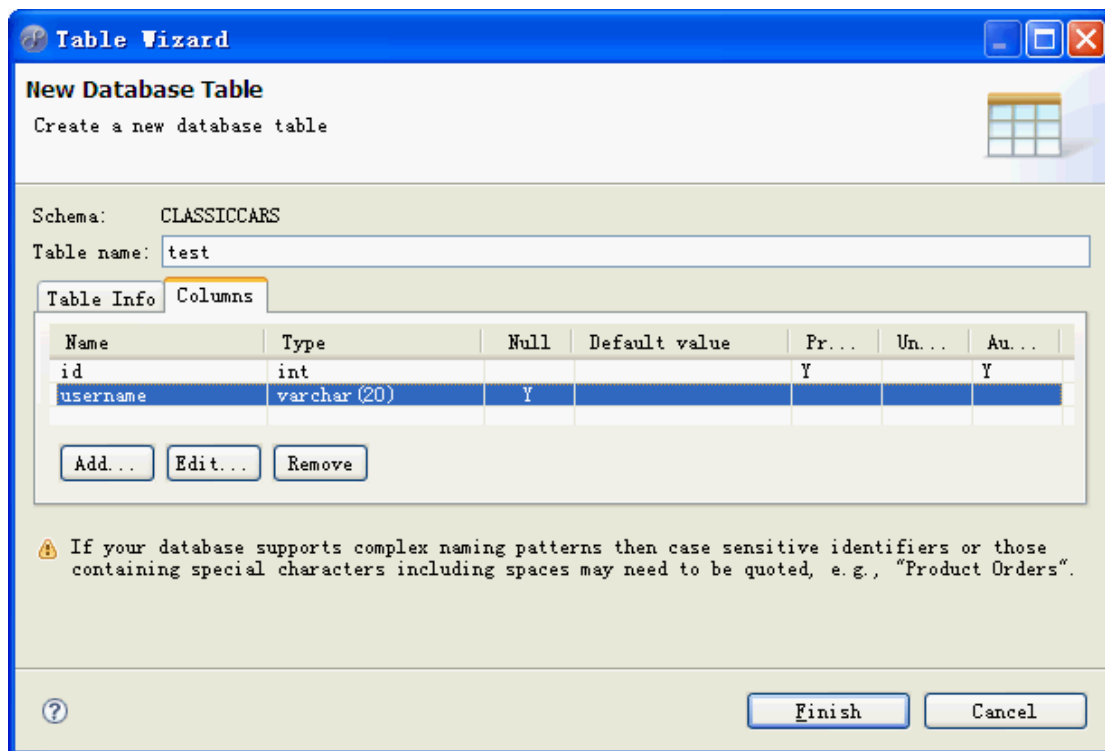 Table Wizard
New Database Table
Create a new database table
Schema: CLASSICCARS
Table name: test
Table Info Columns
Name Type Null Default value Pr... Un... Au...
id int Y Y
username varchar(20) Y
Add... Edit... Remove
If your database supports complex naming patterns then case sensitive identifiers or those
containing special characters including spaces may need to be quoted, e.g., "Product Orders".
Finish Cancel